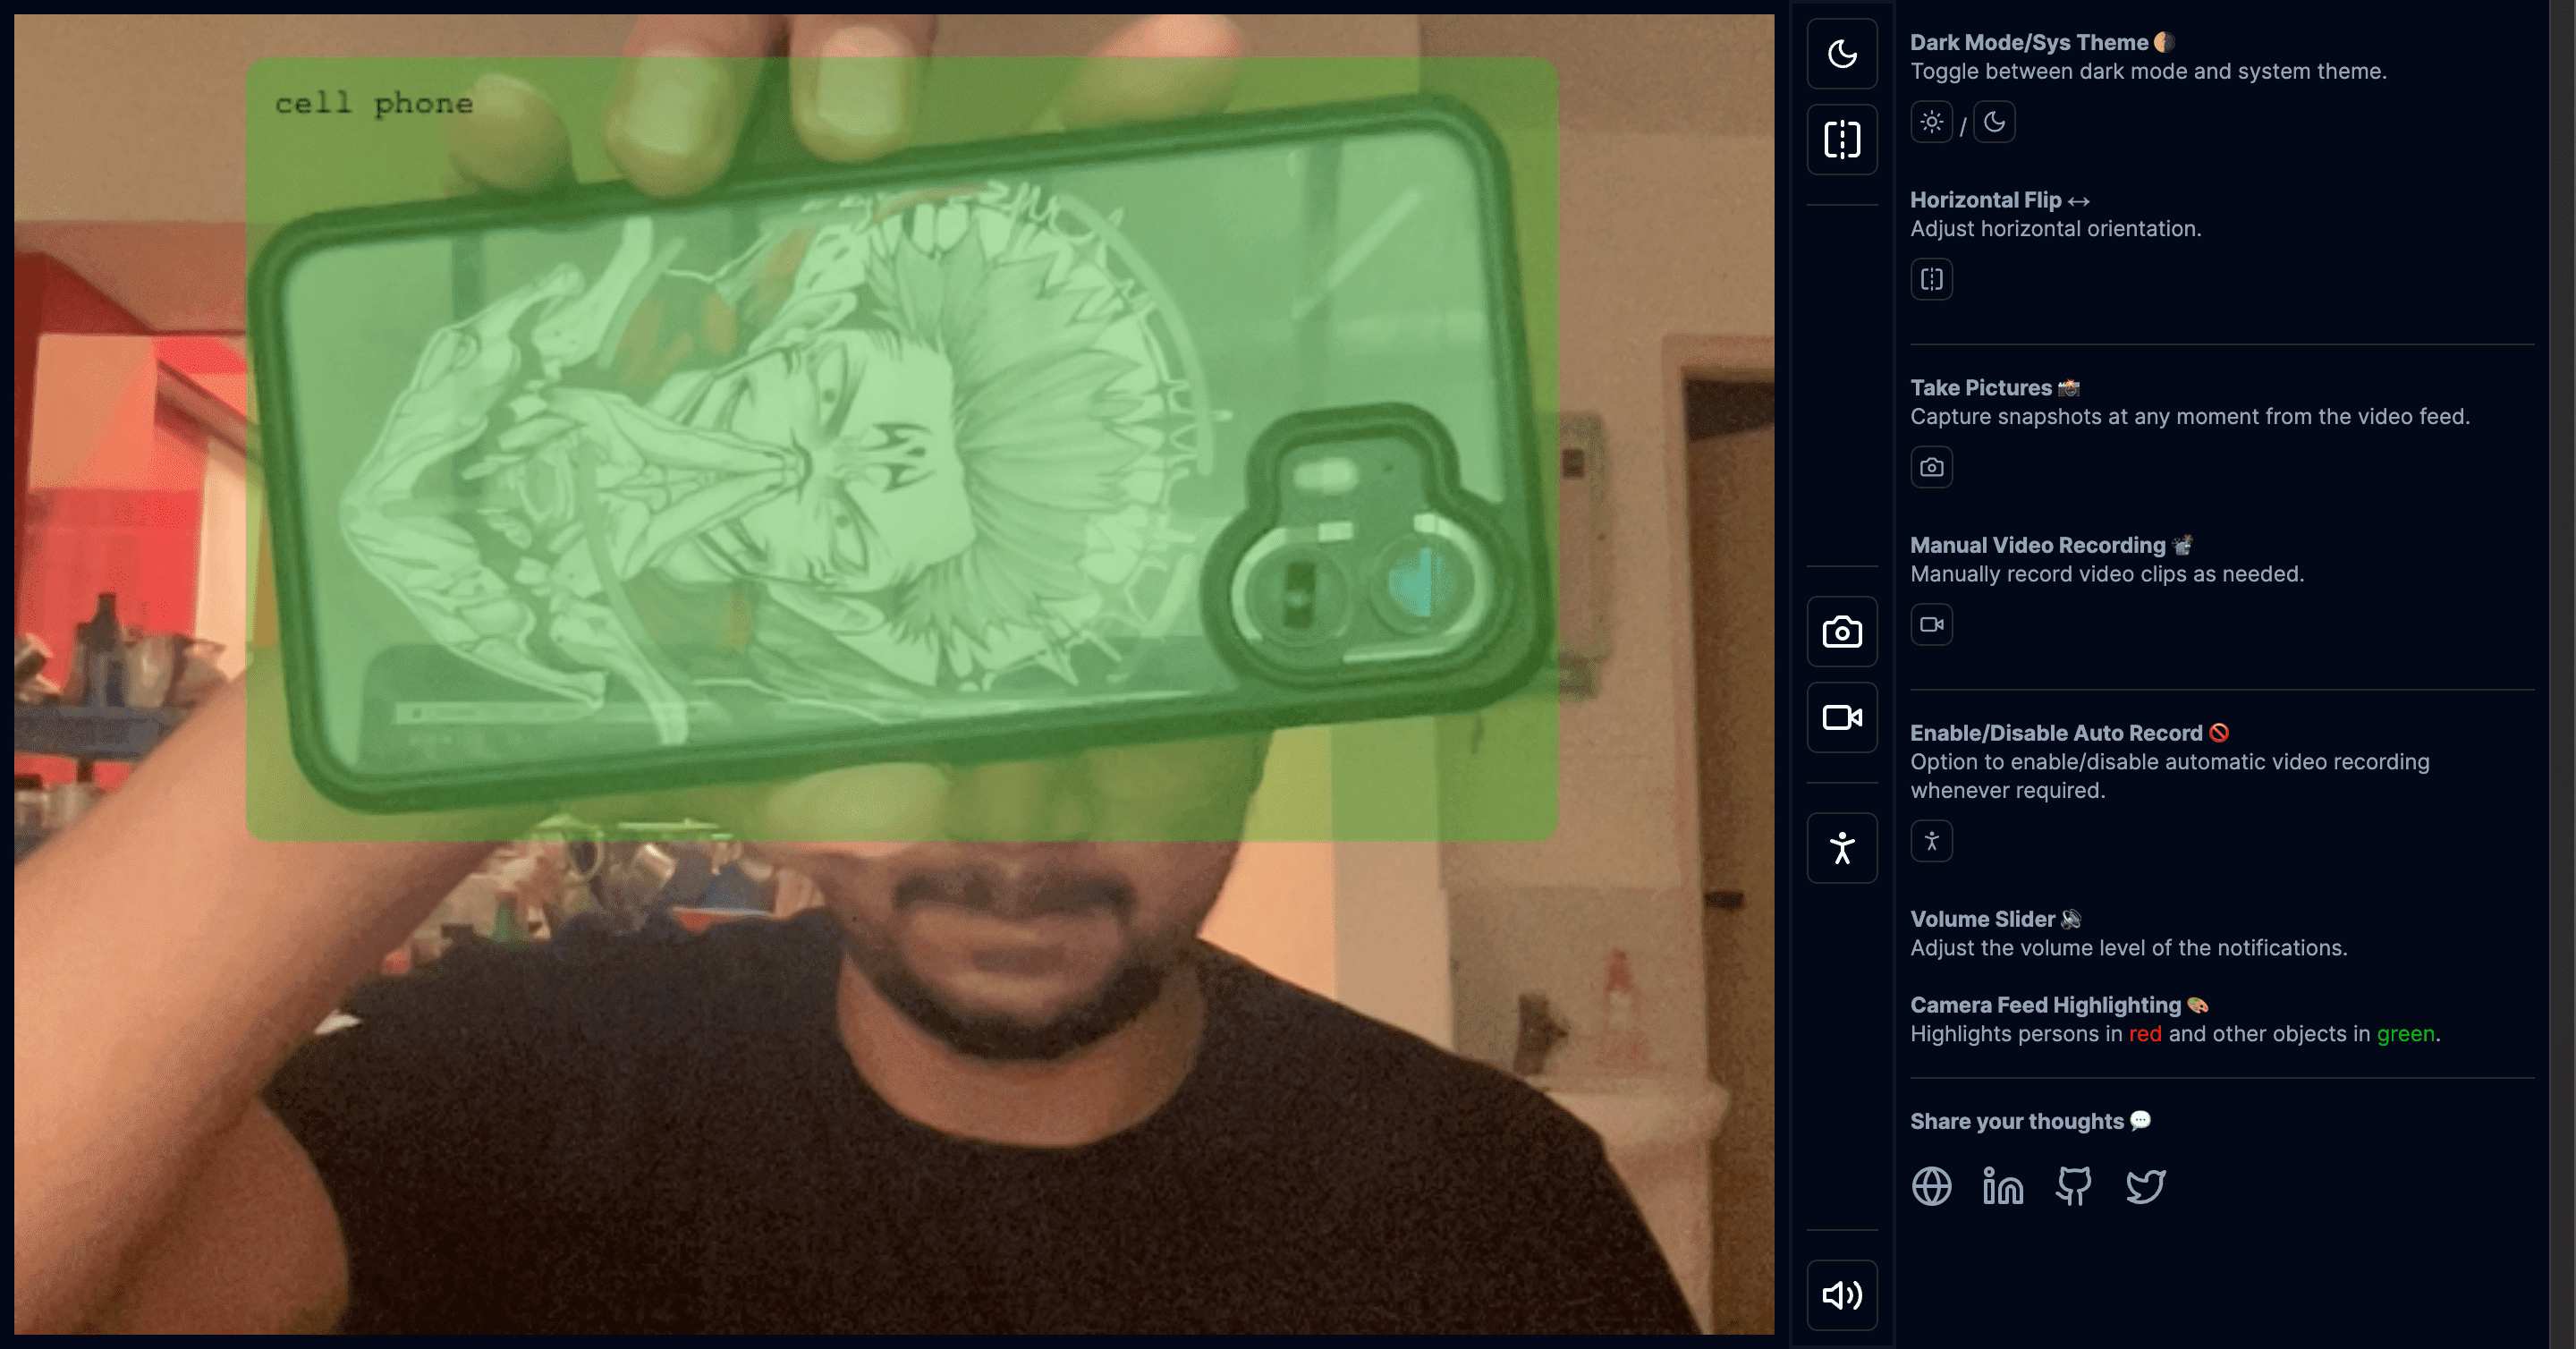 cell phone
Dark Mode/Sys Theme 🌗
Toggle between dark mode and system theme.
/
Horizontal Flip ↔
Adjust horizontal orientation.
Take Pictures 📸
Capture snapshots at any moment from the video feed.
Manual Video Recording 📽
Manually record video clips as needed.
Enable/Disable Auto Record 🚫
Option to enable/disable automatic video recording
whenever required.
Volume Slider 🔊
Adjust the volume level of the notifications.
Camera Feed Highlighting 🎨
Highlights persons in red and other objects in green.
Share your thoughts 💬
in